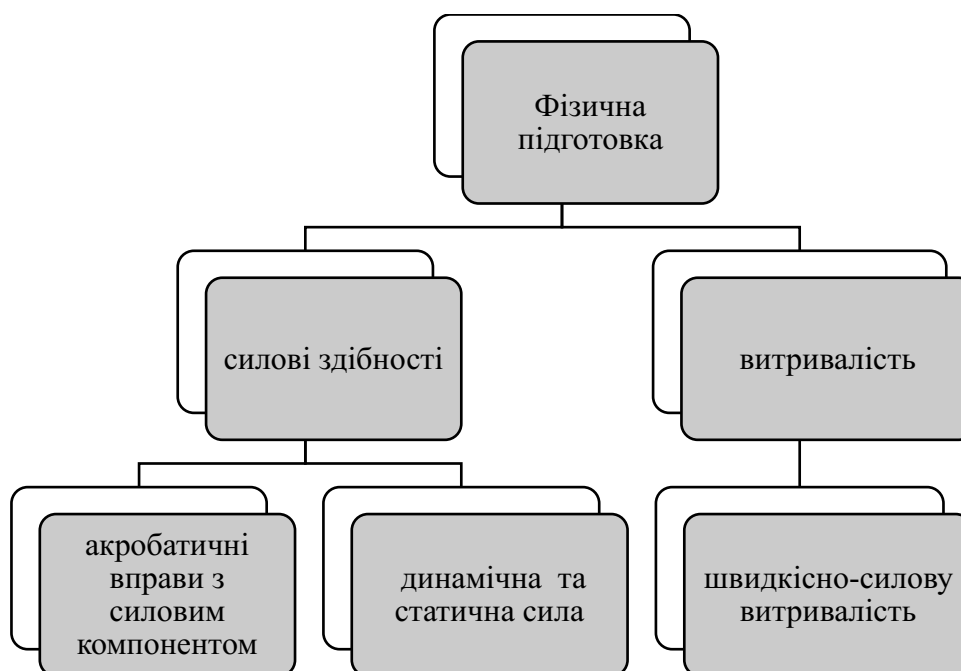 Фізична
підготовка
силові здібності
витривалість
акробатичні
вправи з
силовим
компонентом
динамічна та
статична сила
швидкісно-силову
витривалість